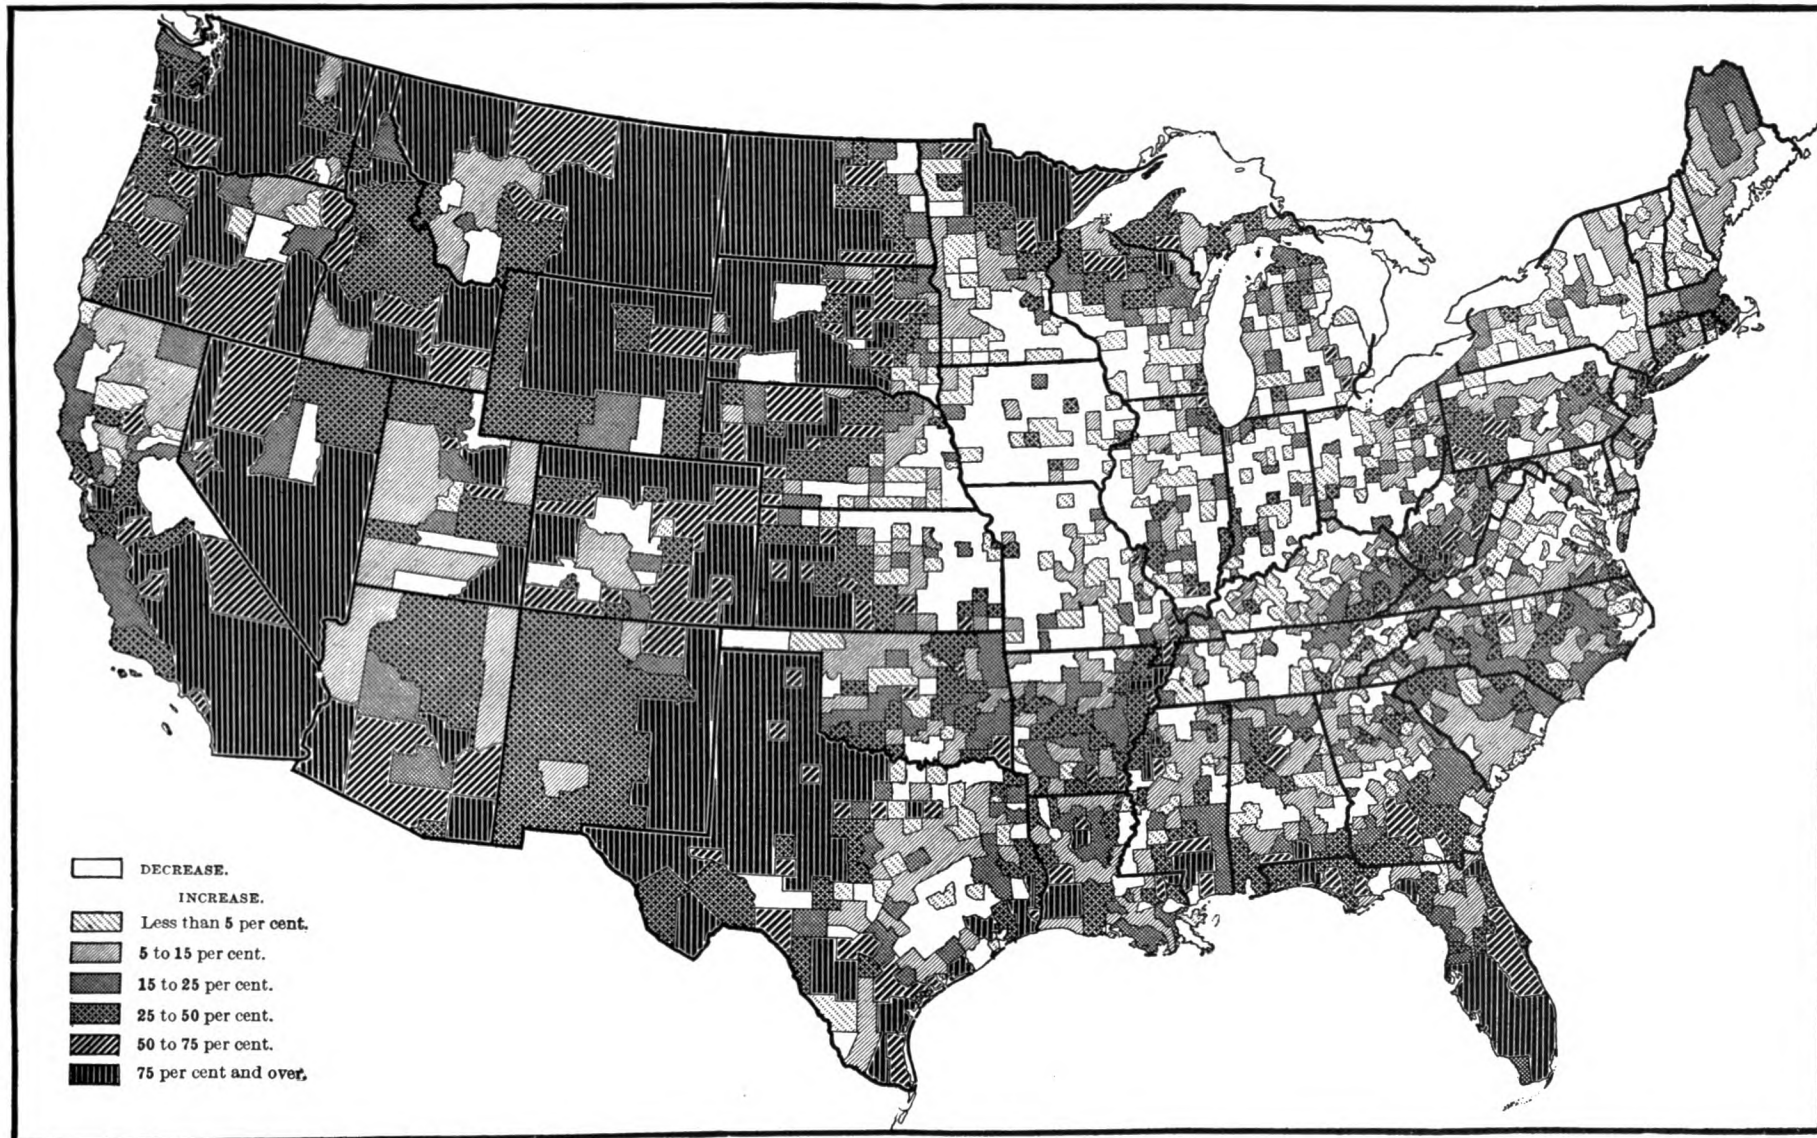 DECREASE.
INCREASE.
Less than 5 per cent.
5 to 15 per cent.
15 to 25 per cent.
25 to 50 per cent.
50 to 75 per cent.
75 per cent and over.